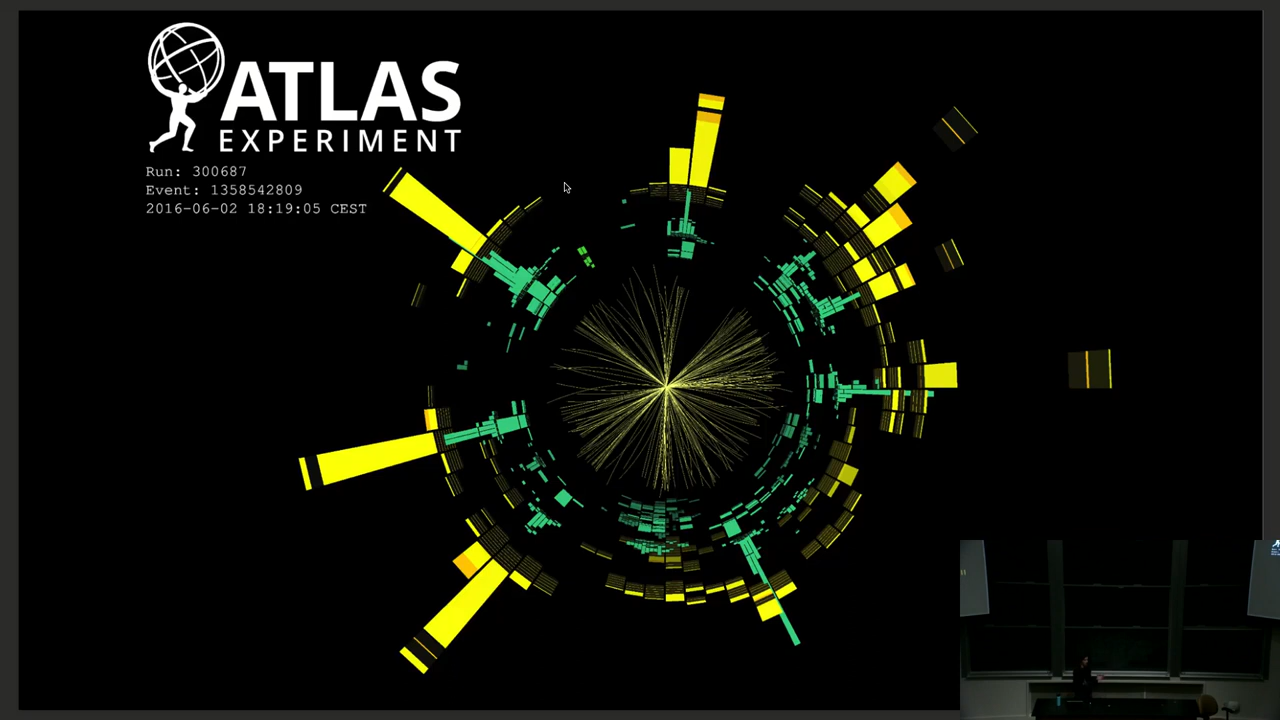 ATLAS
EXPERIMENT
Run: 300687
Event: 1358542809
2016-06-02 18:19:05 CEST